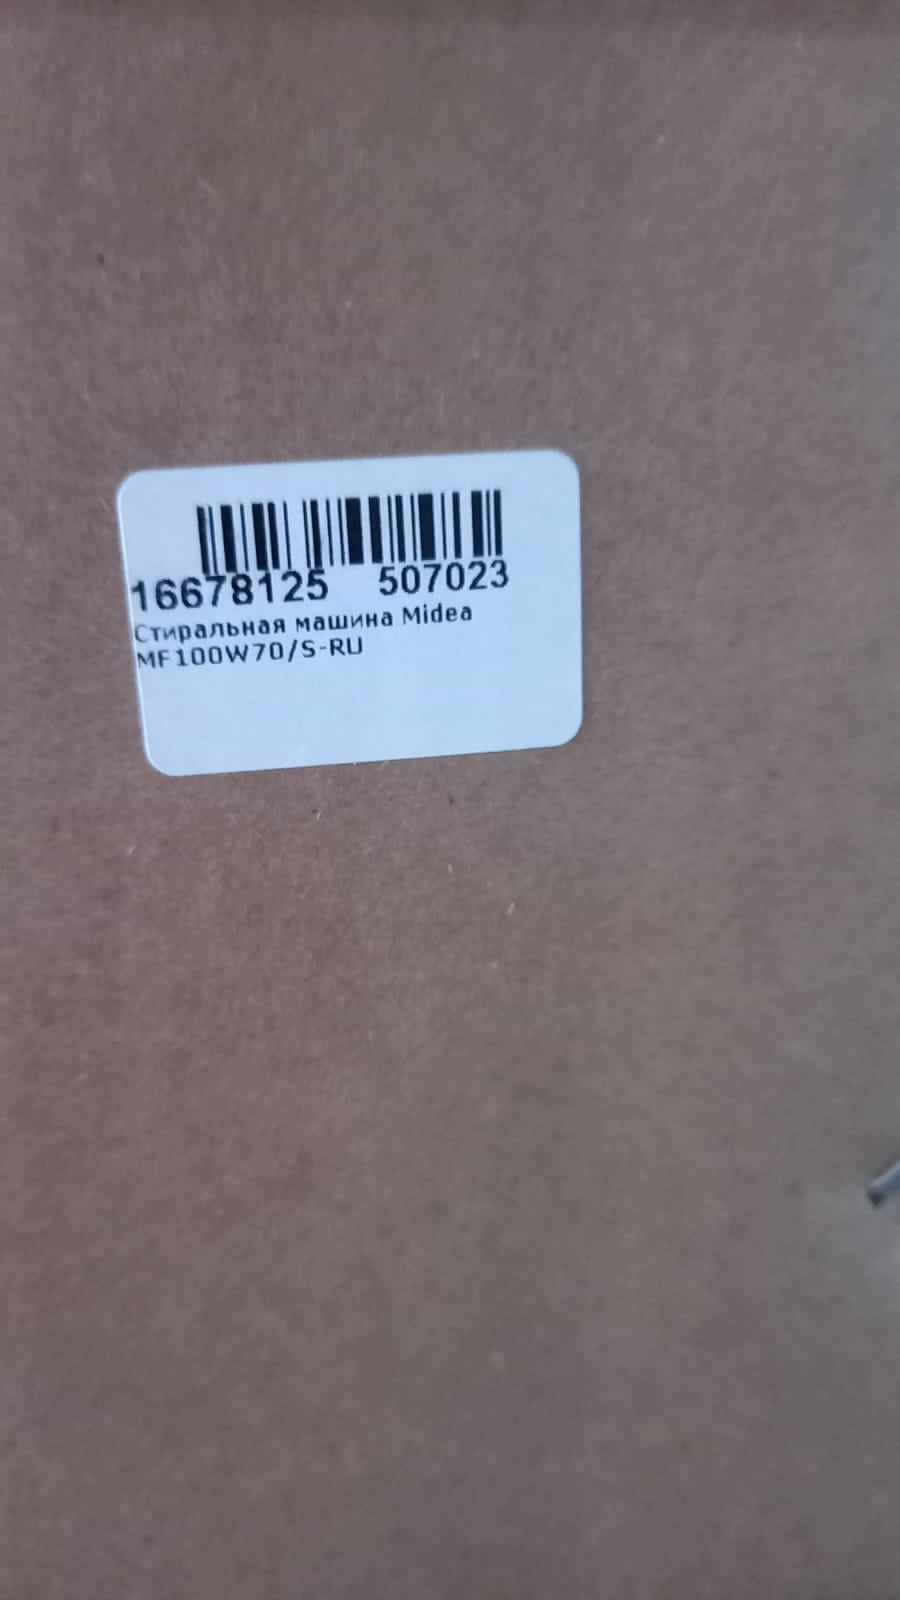 16678125 507023
Стиральная машина Midea
MF100W70/S-RU